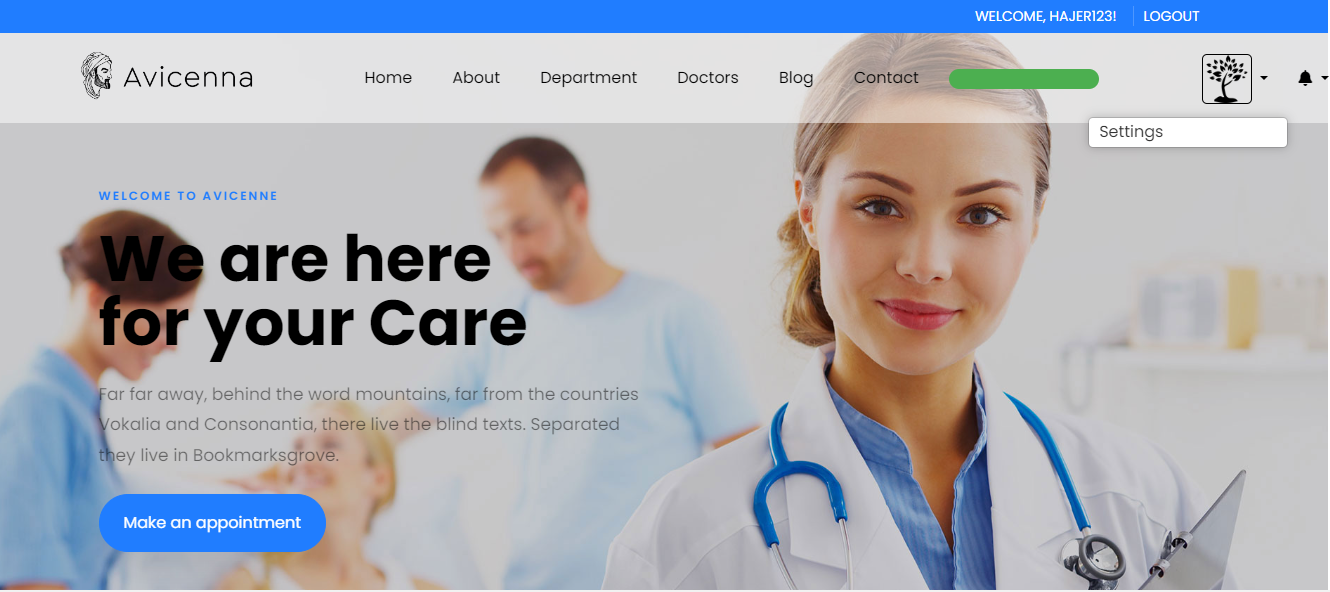 WELCOME, HAJER123! LOGOUT
Avicenna Home About Department Doctors Blog Contact
Settings
WELCOME TO AVICENNE
We are here
for your Care
Far far away, behind the word mountains, far from the countries
Vokalia and Consonantia, there live the blind texts. Separated
they live in Bookmarksgrove.
Make an appointment